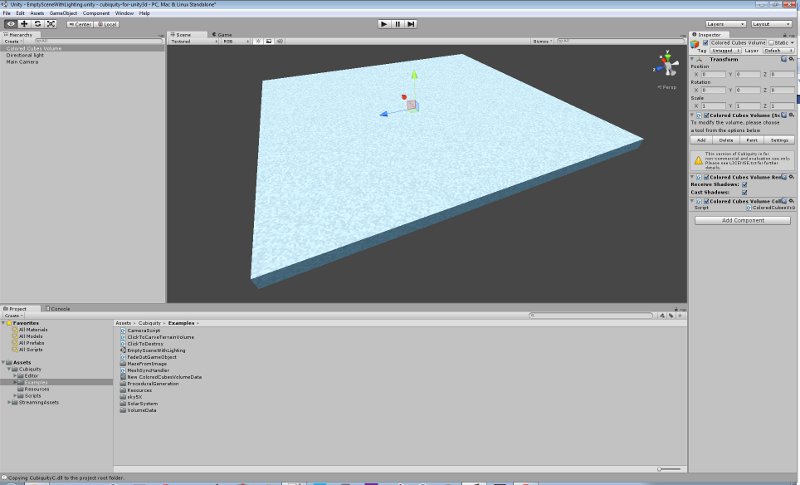 Unity - EmptySceneWithLighting.unity - cubiquity-for-unity3d - PC, Mac & Linux Standalone*
File Edit Assets GameObject Component Window Help
Center Local Layers Layout
Hierarchy
Create
All
Colored Cubes Volume
Directional light
Main Camera
Scene Game
Textured RGB Gizmos All
y
z
Persp
Inspector
Colored Cubes Volume Static
Tag Untagged Layer Default
Transform
Position
X 0 Y 0 Z 0
Rotation
X 0 Y 0 Z 0
Scale
X 1 Y 1 Z 1
Colored Cubes Volume (Sc
To modify the volume, please choose
a tool from the options below
Add Delete Paint Settings
This version of Cubiquity is for
non-commercial and evaluation use only.
Please see LICENSE.txt for further
details.
Colored Cubes Volume Ren
Receive Shadows:
Cast Shadows:
Colored Cubes Volume Coll
Script ColoredCubesVol
Add Component
Project Console
Create
Favorites
All Materials
All Models
All Prefabs
All Scripts
Assets
Cubiquity
Editor
Examples
Resources
Scripts
StreamingAssets
Assets Cubiquity Examples
CameraScript
ClickToCarveTerrainVolume
ClickToDestroy
EmptySceneWithLighting
FadeOutGameObject
MazeFromImage
MeshSyncHandler
New ColoredCubesVolumeData
ProceduralGeneration
Resources
sky5X
SolarSystem
VolumeData
Copying CubiquityC.dll to the project root folder.